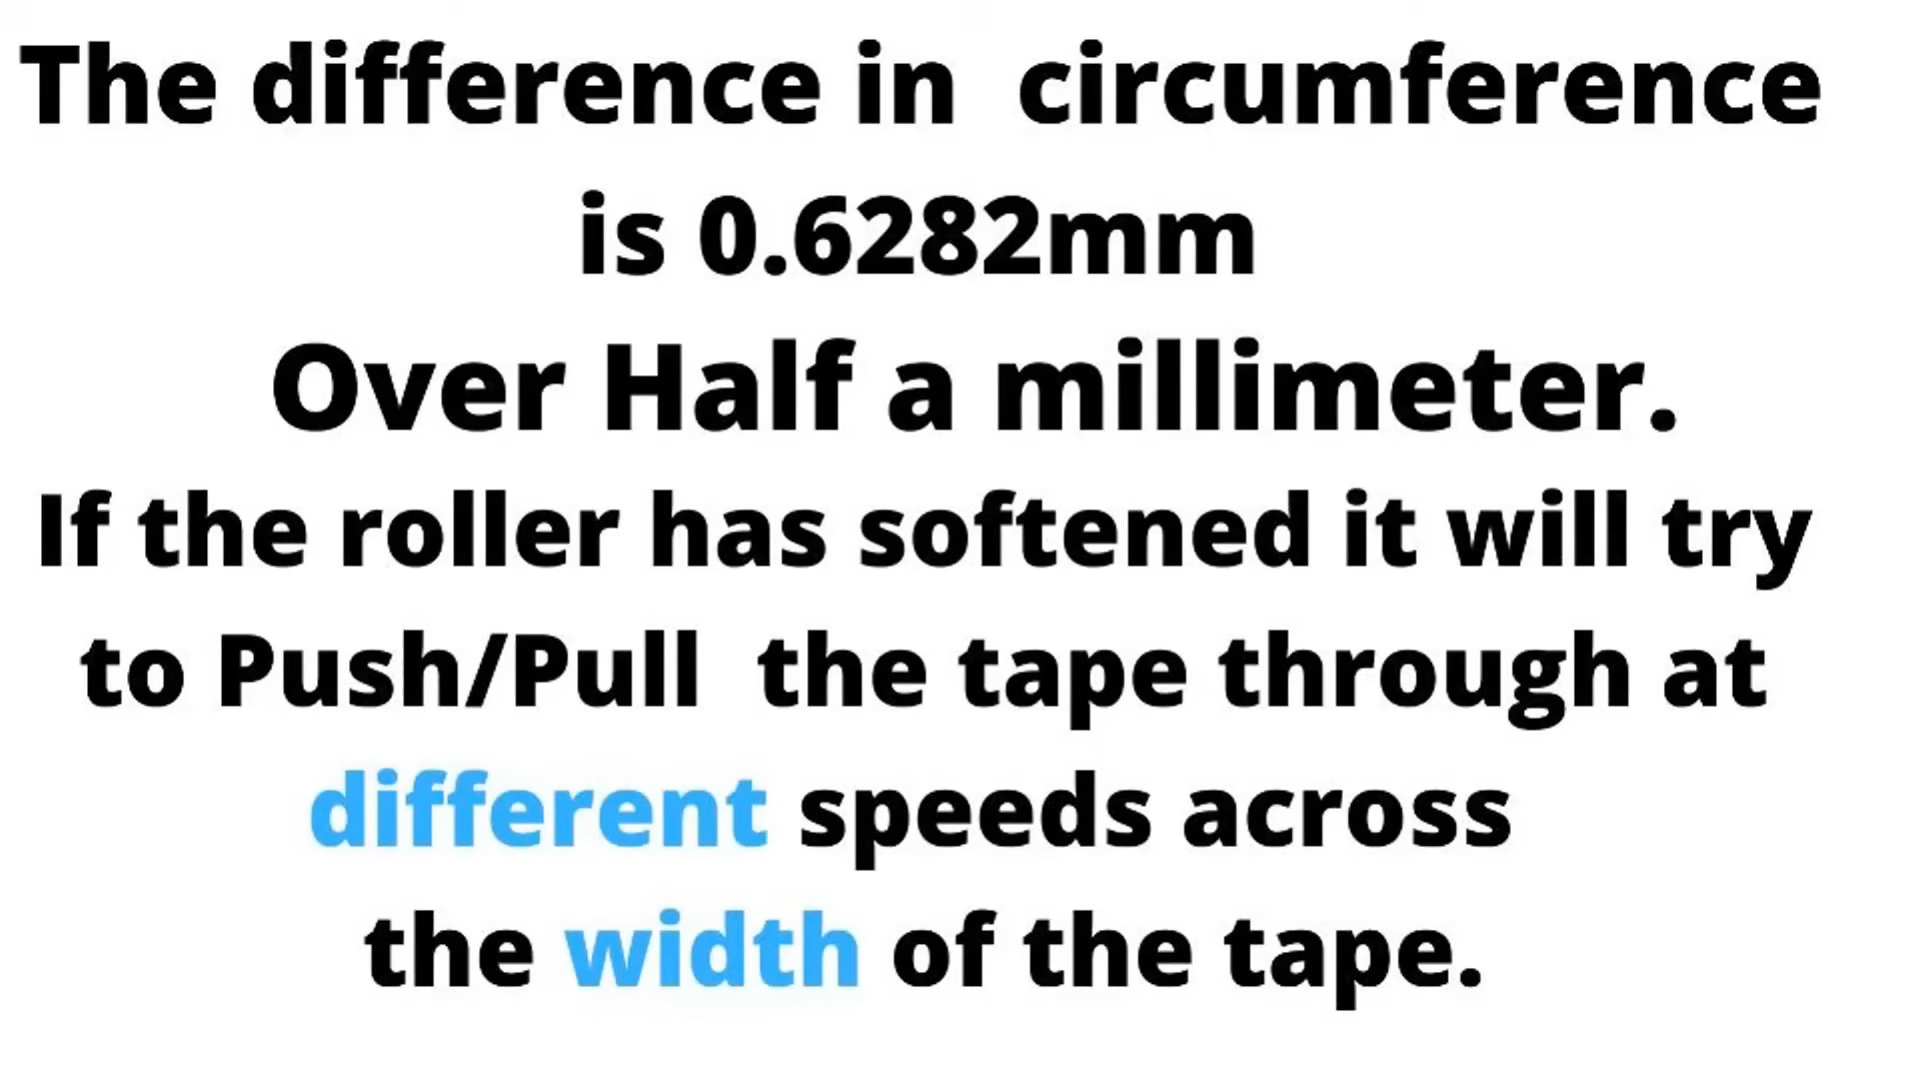 The difference in  circumference
is 0.6282mm
Over Half a millimeter.
If the roller has softened it will try
to Push/Pull  the tape through at
different speeds across
the width of the tape.